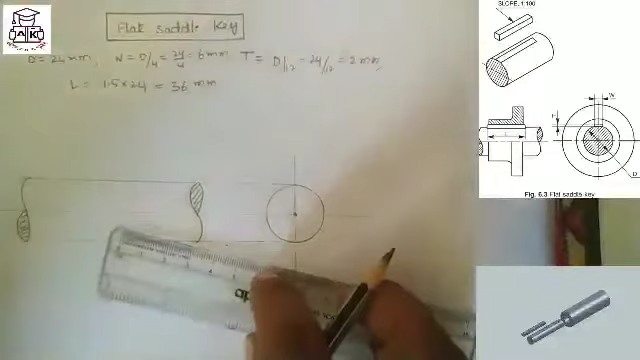 Flat saddle key
D = 24 mm, W = D/4 = 24/4 = 6 mm T = D/12 = 24/12 = 2 mm,
L = 1.5 x 24 = 36 mm
SLOPE, 1:100
W
T
L
D
Fig. 6.3 Flat saddle key
AK